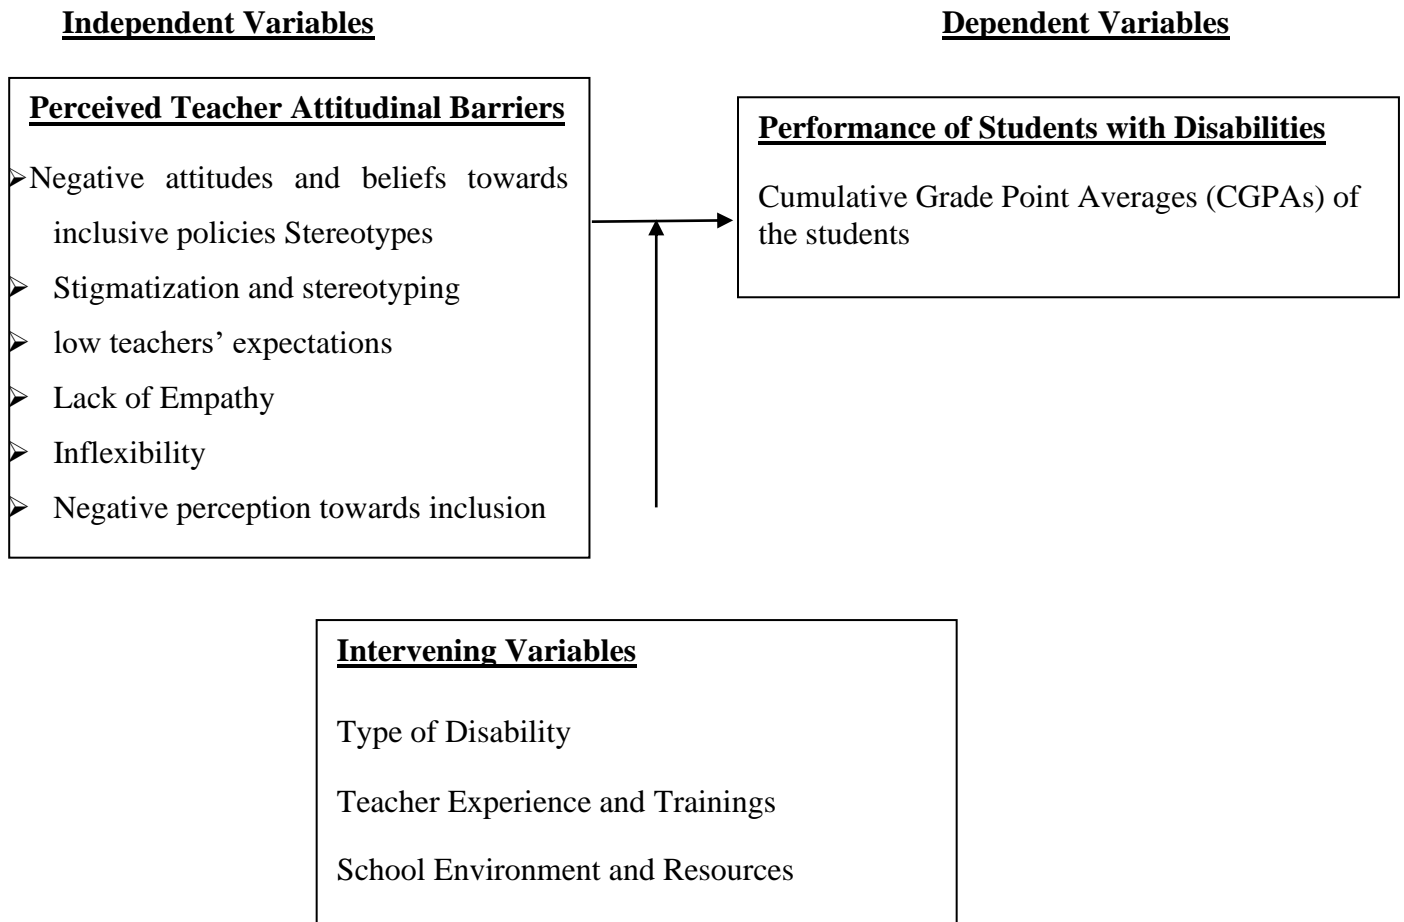 Independent Variables
Dependent Variables
Perceived Teacher Attitudinal Barriers
➢Negative attitudes and beliefs towards
inclusive policies Stereotypes
➢ Stigmatization and stereotyping
➢ low teachers’ expectations
➢ Lack of Empathy
➢ Inflexibility
➢ Negative perception towards inclusion
Performance of Students with Disabilities
Cumulative Grade Point Averages (CGPAs) of
the students
Intervening Variables
Type of Disability
Teacher Experience and Trainings
School Environment and Resources